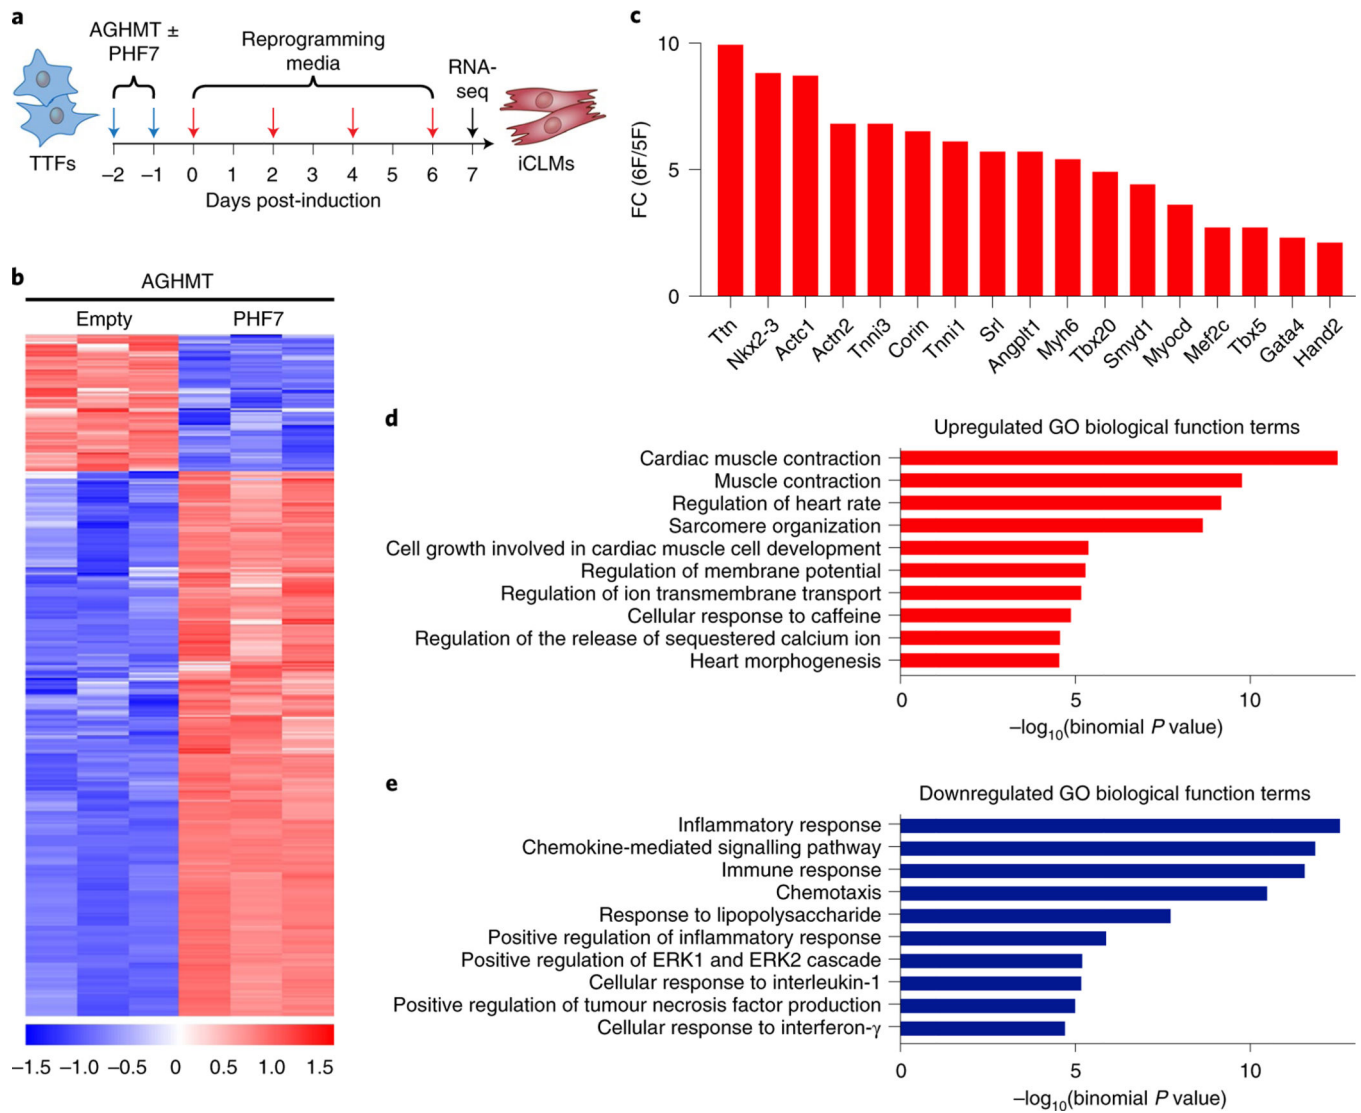 a
AGHMT ±
PHF7
Reprogramming
media
RNA-
seq
TTFs
iCLMs
–2 –1 0 1 2 3 4 5 6 7
Days post-induction
b
AGHMT
Empty PHF7
–1.5 –1.0 –0.5 0 0.5 1.0 1.5
c
FC (6F/5F)
10
5
0
Ttn Nkx2-3 Actc1 Actn2 Tnni3 Corin Tnni1 Srl Angplt1 Myh6 Tbx20 Smyd1 Myocd Mef2c Tbx5 Gata4 Hand2
d
Upregulated GO biological function terms
Cardiac muscle contraction
Muscle contraction
Regulation of heart rate
Sarcomere organization
Cell growth involved in cardiac muscle cell development
Regulation of membrane potential
Regulation of ion transmembrane transport
Cellular response to caffeine
Regulation of the release of sequestered calcium ion
Heart morphogenesis
0 5 10
–log10(binomial P value)
e
Downregulated GO biological function terms
Inflammatory response
Chemokine-mediated signalling pathway
Immune response
Chemotaxis
Response to lipopolysaccharide
Positive regulation of inflammatory response
Positive regulation of ERK1 and ERK2 cascade
Cellular response to interleukin-1
Positive regulation of tumour necrosis factor production
Cellular response to interferon-γ
0 5 10
–log10(binomial P value)